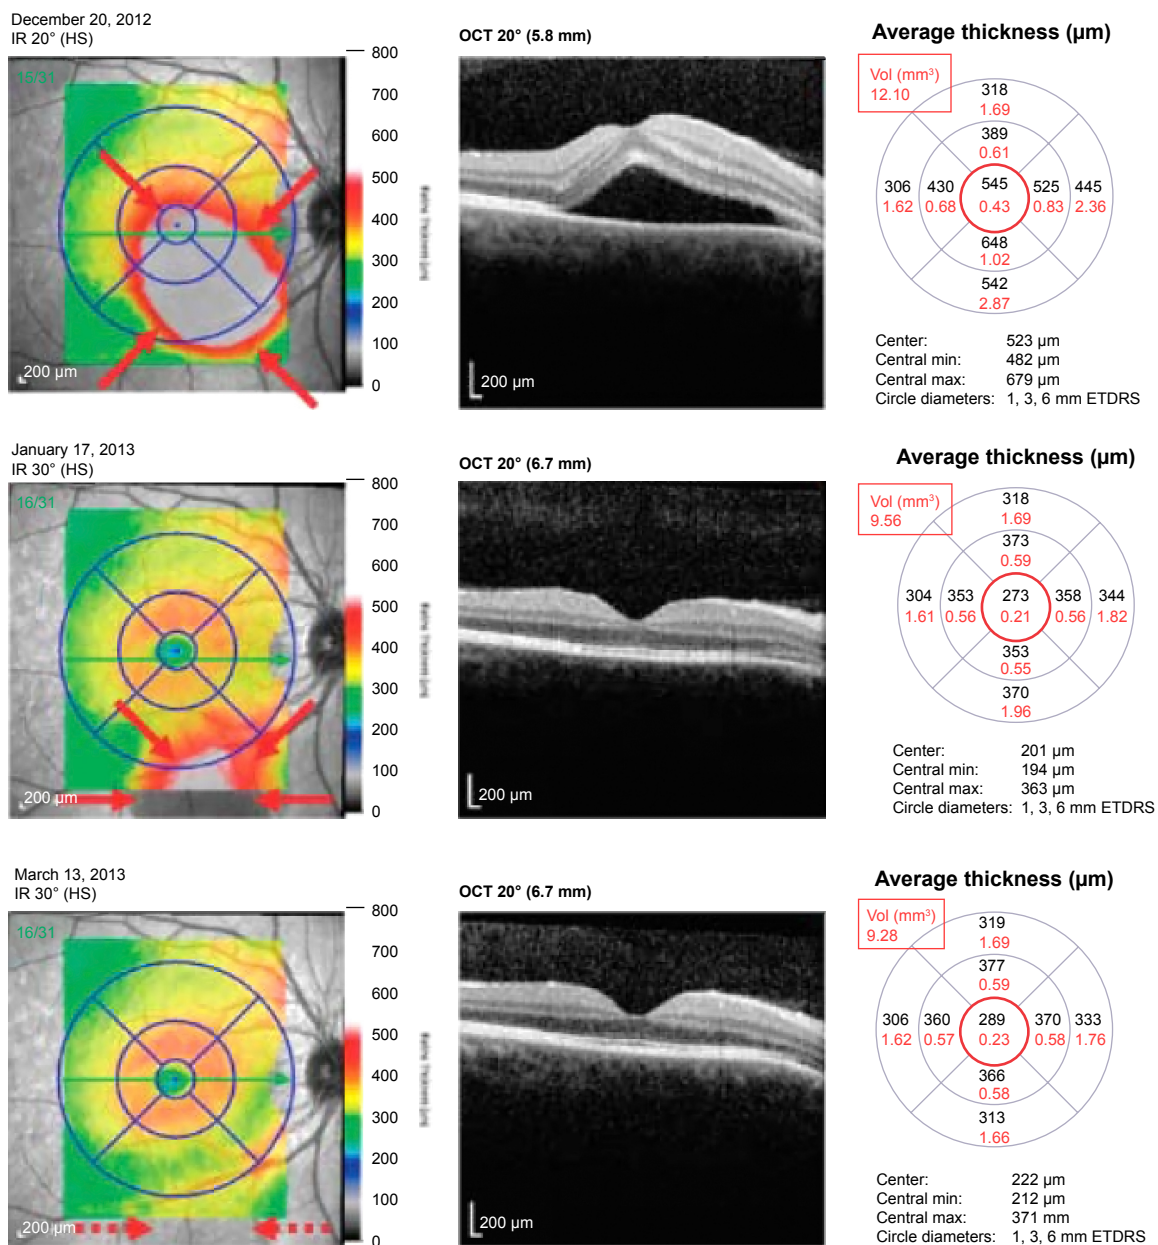 December 20, 2012
IR 20° (HS)
15/31
200 µm
800
700
600
500
400
300
200
100
0
Retina Thickness (µm)
OCT 20° (5.8 mm)
200 µm
Average thickness (µm)
Vol (mm³)
12.10
318
1.69
389
0.61
306 430 545 525 445
1.62 0.68 0.43 0.83 2.36
648
1.02
542
2.87
Center: 523 µm
Central min: 482 µm
Central max: 679 µm
Circle diameters: 1, 3, 6 mm ETDRS
January 17, 2013
IR 30° (HS)
16/31
200 µm
800
700
600
500
400
300
200
100
0
Retina Thickness (µm)
OCT 20° (6.7 mm)
200 µm
Average thickness (µm)
Vol (mm³)
9.56
318
1.69
373
0.59
304 353 273 358 344
1.61 0.56 0.21 0.56 1.82
353
0.55
370
1.96
Center: 201 µm
Central min: 194 µm
Central max: 363 µm
Circle diameters: 1, 3, 6 mm ETDRS
March 13, 2013
IR 30° (HS)
16/31
200 µm
800
700
600
500
400
300
200
100
0
Retina Thickness (µm)
OCT 20° (6.7 mm)
200 µm
Average thickness (µm)
Vol (mm³)
9.28
319
1.69
377
0.59
306 360 289 370 333
1.62 0.57 0.23 0.58 1.76
366
0.58
313
1.66
Center: 222 µm
Central min: 212 µm
Central max: 371 mm
Circle diameters: 1, 3, 6 mm ETDRS